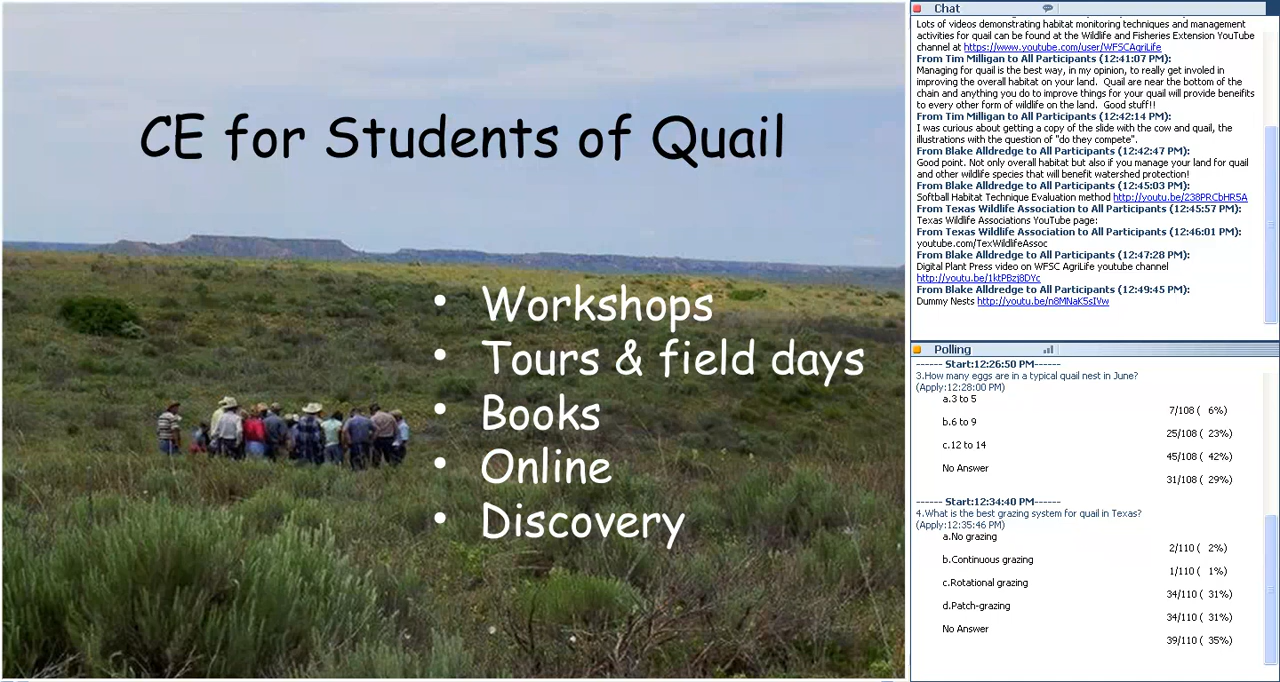 CE for Students of Quail
• Workshops
• Tours & field days
• Books
• Online
• Discovery
Chat
Lots of videos demonstrating habitat monitoring techniques and management
activities for quail can be found at the Wildlife and Fisheries Extension YouTube
channel at https://www.youtube.com/user/WFSCAgriLife
From Tim Milligan to All Participants (12:41:07 PM):
Managing for quail is the best way, in my opinion, to really get involed in
improving the overall habitat on your land.  Quail are near the bottom of the
chain and anything you do to improve things for your quail will provide beneifits
to every other form of wildlife on the land.  Good stuff!!
From Tim Milligan to All Participants (12:42:14 PM):
I was curious about getting a copy of the slide with the cow and quail, the
illustrations with the question of "do they compete".
From Blake Alldredge to All Participants (12:42:47 PM):
Good point. Not only overall habitat but also if you manage your land for quail
and other wildlife species that will benefit watershed protection!
From Blake Alldredge to All Participants (12:45:03 PM):
Softball Habitat Technique Evaluation method http://youtu.be/238PRCbHR5A
From Texas Wildlife Association to All Participants (12:45:57 PM):
Texas Wildlife Associations YouTube page:
From Texas Wildlife Association to All Participants (12:46:01 PM):
youtube.com/TexWildlifeAssoc
From Blake Alldredge to All Participants (12:47:28 PM):
Digital Plant Press video on WFSC AgriLife youtube channel
http://youtu.be/1ktPBzj8DYc
From Blake Alldredge to All Participants (12:49:45 PM):
Dummy Nests http://youtu.be/n8MNaK5sIVw
Polling
------ Start:12:26:50 PM------
3.How many eggs are in a typical quail nest in June?
(Apply:12:28:00 PM)
a.3 to 5
7/108 (  6%)
b.6 to 9
25/108 ( 23%)
c.12 to 14
45/108 ( 42%)
No Answer
31/108 ( 29%)
------ Start:12:34:40 PM------
4.What is the best grazing system for quail in Texas?
(Apply:12:35:46 PM)
a.No grazing
2/110 (  2%)
b.Continuous grazing
1/110 (  1%)
c.Rotational grazing
34/110 ( 31%)
d.Patch-grazing
34/110 ( 31%)
No Answer
39/110 ( 35%)